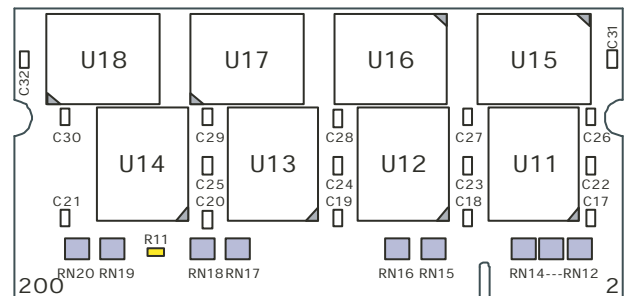 C32 U18 U17 U16 U15 C31
C30 C29 C28 C27 C26
U14 U13 U12 U11
C25 C24 C23 C22
C21 C20 C19 C18 C17
R11
RN20 RN19 RN18 RN17 RN16 RN15 RN14---RN12
200 2